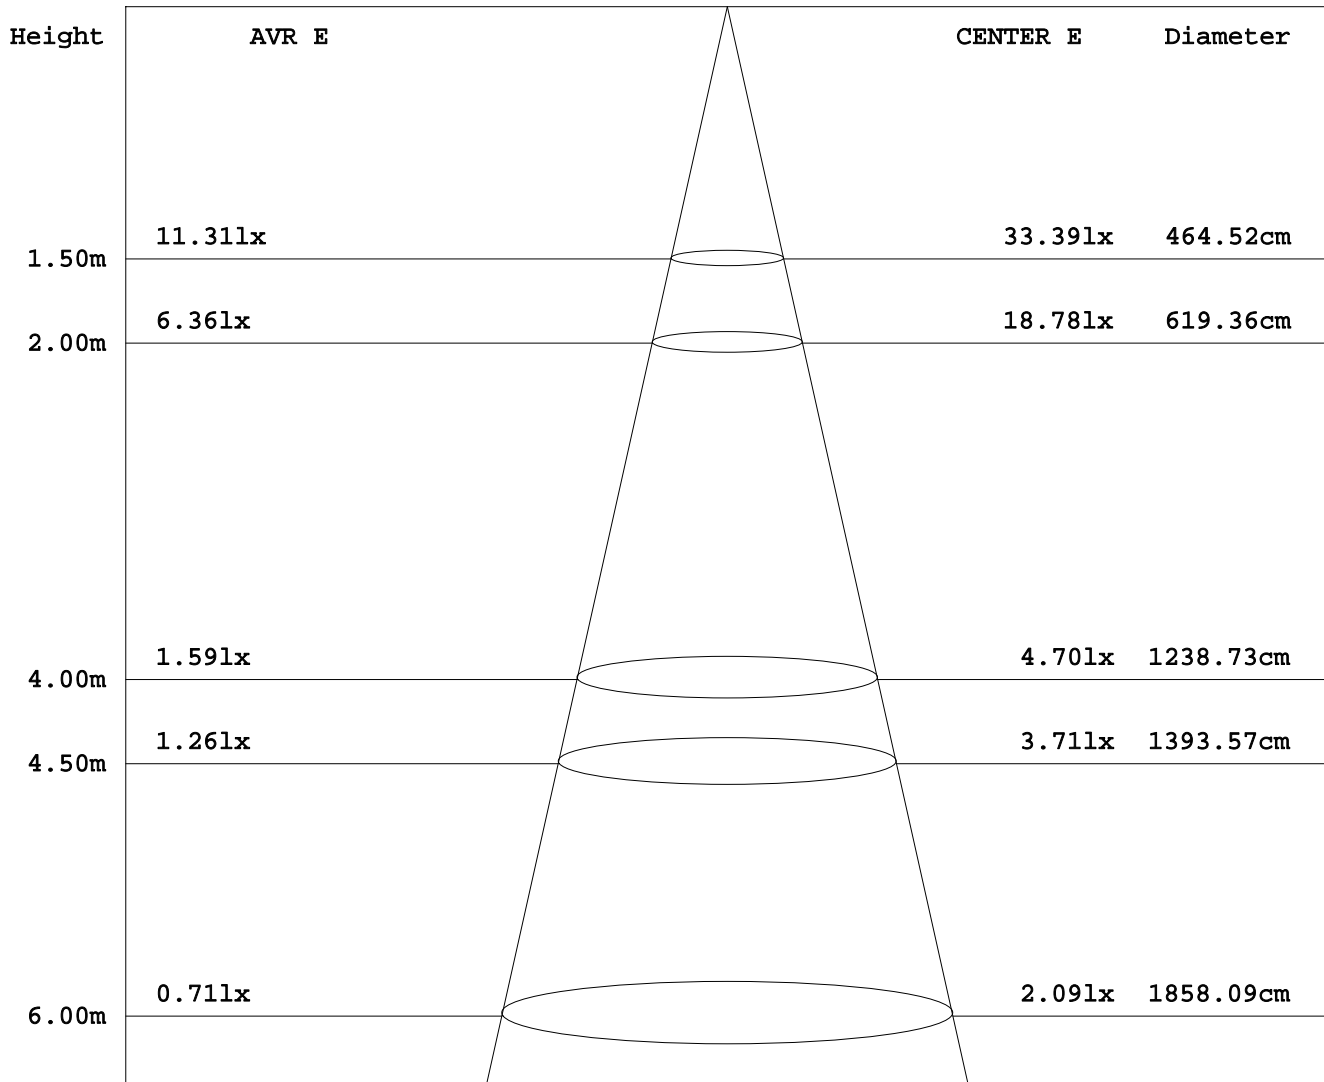 Height AVR E CENTER E Diameter
11.31lx 33.39lx 464.52cm
1.50m
6.36lx 18.78lx 619.36cm
2.00m
1.59lx 4.70lx 1238.73cm
4.00m
1.26lx 3.71lx 1393.57cm
4.50m
0.71lx 2.09lx 1858.09cm
6.00m